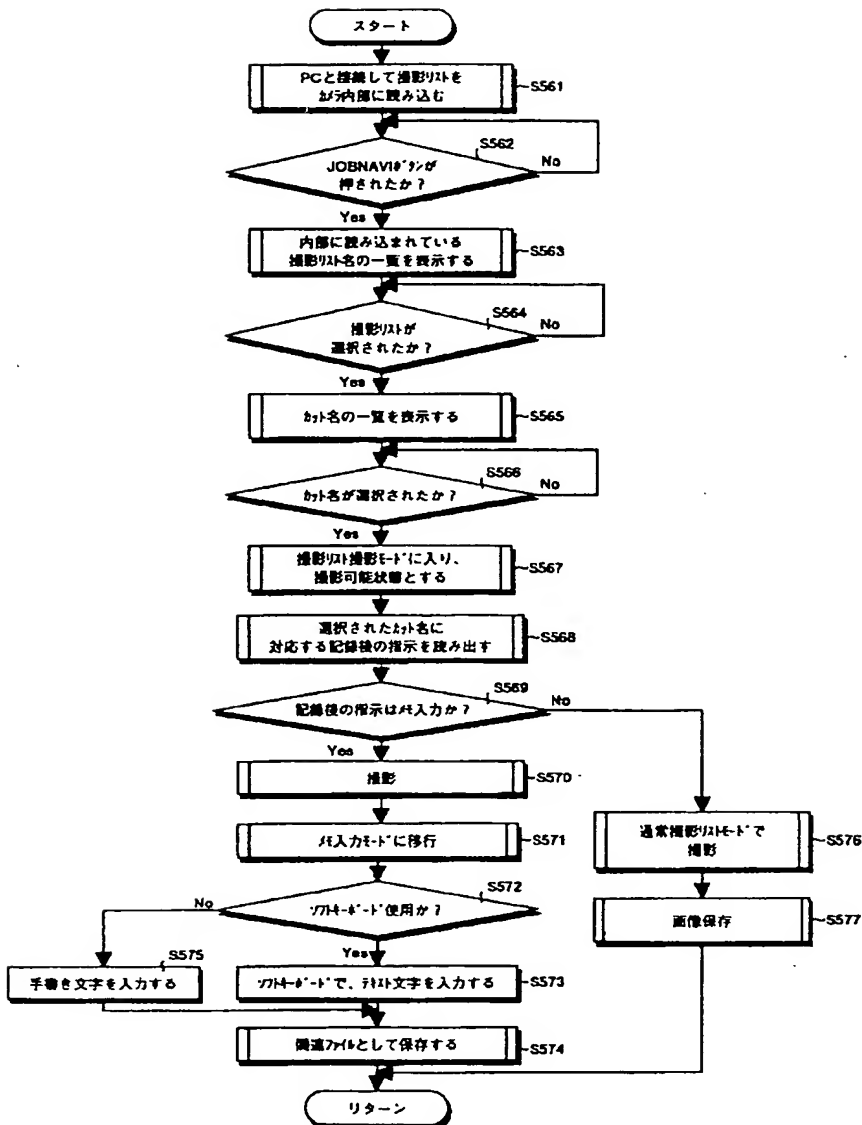 スタート
PCと接続して撮影リストを
カメラ内部に読み込む
S561
S562
JOBNAVIボタンが
押されたか?
No
Yes
内部に読み込まれている
撮影リスト名の一覧を表示する
S563
S564
撮影リストが
選択されたか?
No
Yes
カット名の一覧を表示する
S565
S566
カット名が選択されたか?
No
Yes
撮影リスト撮影モードに入り、
撮影可能状態とする
S567
選択されたカット名に
対応する記録後の指示を読み出す
S568
S569
記録後の指示はメモ入力か?
No
Yes
撮影
S570
メモ入力モードに移行
S571
通常撮影リストモードで
撮影
S576
S572
ソフトキーボード使用か?
No
Yes
画像保存
S577
S575
手書き文字を入力する
ソフトキーボードで、テキスト文字を入力する
S573
関連ファイルとして保存する
S574
リターン